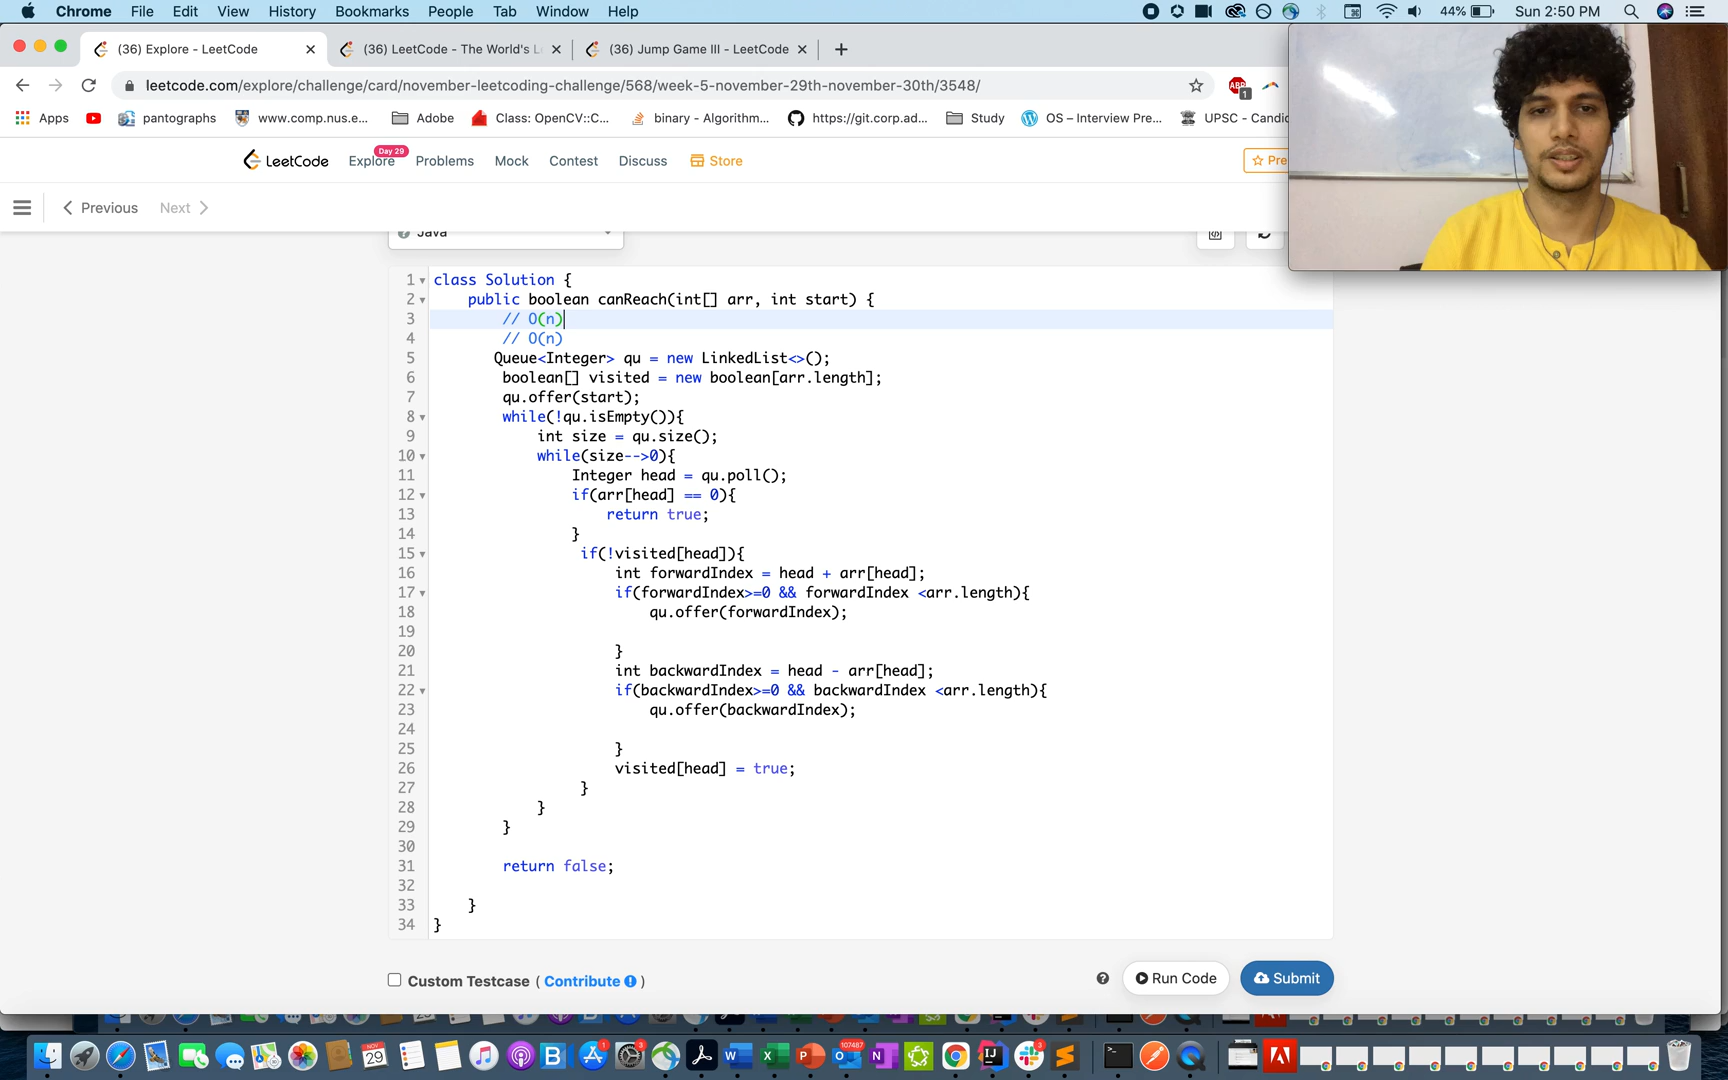 Chrome File Edit View History Bookmarks People Tab Window Help 44% Sun 2:50 PM
(36) Explore - LeetCode (36) LeetCode - The World's L (36) Jump Game III - LeetCode
leetcode.com/explore/challenge/card/november-leetcoding-challenge/568/week-5-november-29th-november-30th/3548/ ABP 1
Apps pantographs www.comp.nus.e... Adobe Class: OpenCV::C... binary - Algorithm... https://git.corp.ad... Study OS – Interview Pre... UPSC - Candid
LeetCode Explore Day 29 Problems Mock Contest Discuss Store Pre
Previous Next
Java
1 class Solution {
2 public boolean canReach(int[] arr, int start) {
3 // O(n)
4 // O(n)
5 Queue<Integer> qu = new LinkedList<>();
6 boolean[] visited = new boolean[arr.length];
7 qu.offer(start);
8 while(!qu.isEmpty()){
9 int size = qu.size();
10 while(size-->0){
11 Integer head = qu.poll();
12 if(arr[head] == 0){
13 return true;
14 }
15 if(!visited[head]){
16 int forwardIndex = head + arr[head];
17 if(forwardIndex>=0 && forwardIndex <arr.length){
18 qu.offer(forwardIndex);
19
20 }
21 int backwardIndex = head - arr[head];
22 if(backwardIndex>=0 && backwardIndex <arr.length){
23 qu.offer(backwardIndex);
24
25 }
26 visited[head] = true;
27 }
28 }
29 }
30
31 return false;
32
33 }
34 }
Custom Testcase ( Contribute ) Run Code Submit